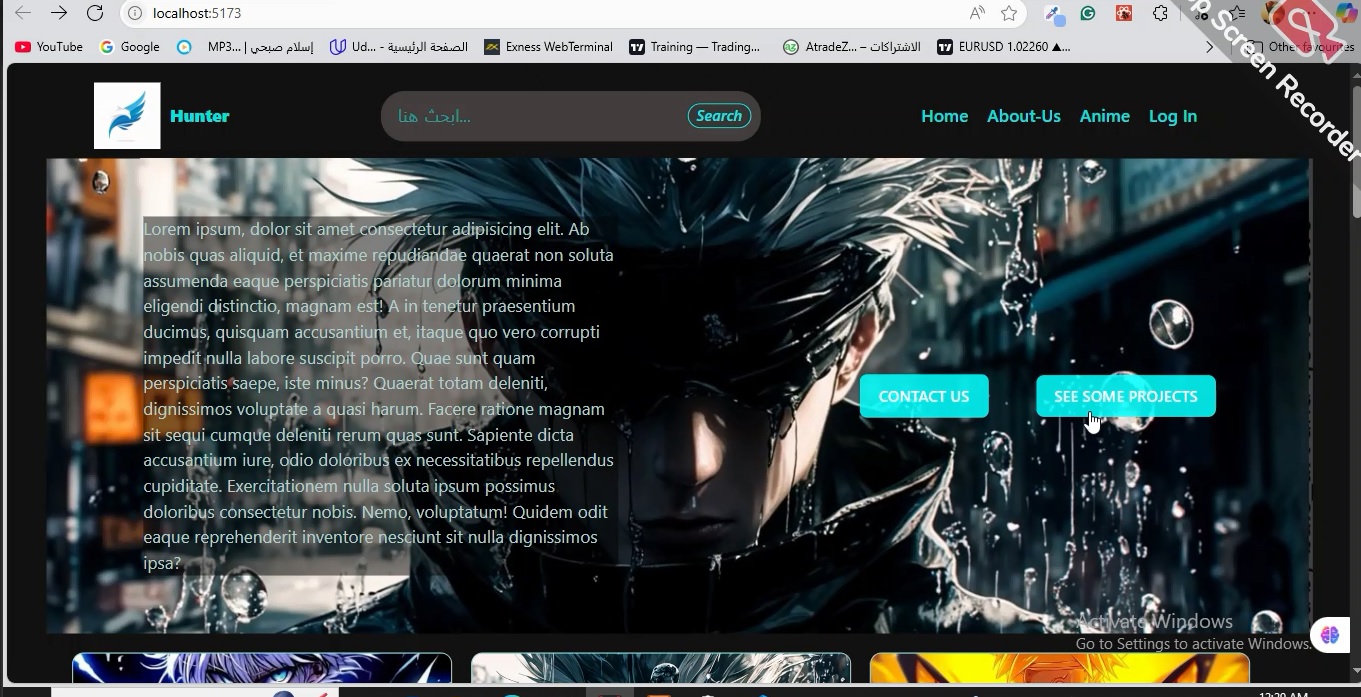 localhost:5173
YouTube
Google
MP3... | إسلام صبحي
Ud... - الصفحة الرئيسية
Exness WebTerminal
Training — Trading...
AtradeZ... – الاشتراكات
EURUSD 1.02260 ▲...
Other favourites
p Screen Recorder
Hunter
ابحث هنا...
Search
Home About-Us Anime Log In
Lorem ipsum, dolor sit amet consectetur adipisicing elit. Ab
nobis quas aliquid, et maxime repudiandae quaerat non soluta
assumenda eaque perspiciatis pariatur dolorum minima
eligendi distinctio, magnam est! A in tenetur praesentium
ducimus, quisquam accusantium et, itaque quo vero corrupti
impedit nulla labore suscipit porro. Quae sunt quam
perspiciatis saepe, iste minus? Quaerat totam deleniti,
dignissimos voluptate a quasi harum. Facere ratione magnam
sit sequi cumque deleniti rerum quas sunt. Sapiente dicta
accusantium iure, odio doloribus ex necessitatibus repellendus
cupiditate. Exercitationem nulla soluta ipsum possimus
doloribus consectetur nobis. Nemo, voluptatum! Quidem odit
eaque reprehenderit inventore nesciunt sit nulla dignissimos
ipsa?
CONTACT US
SEE SOME PROJECTS
Activate Windows
Go to Settings to activate Windows.